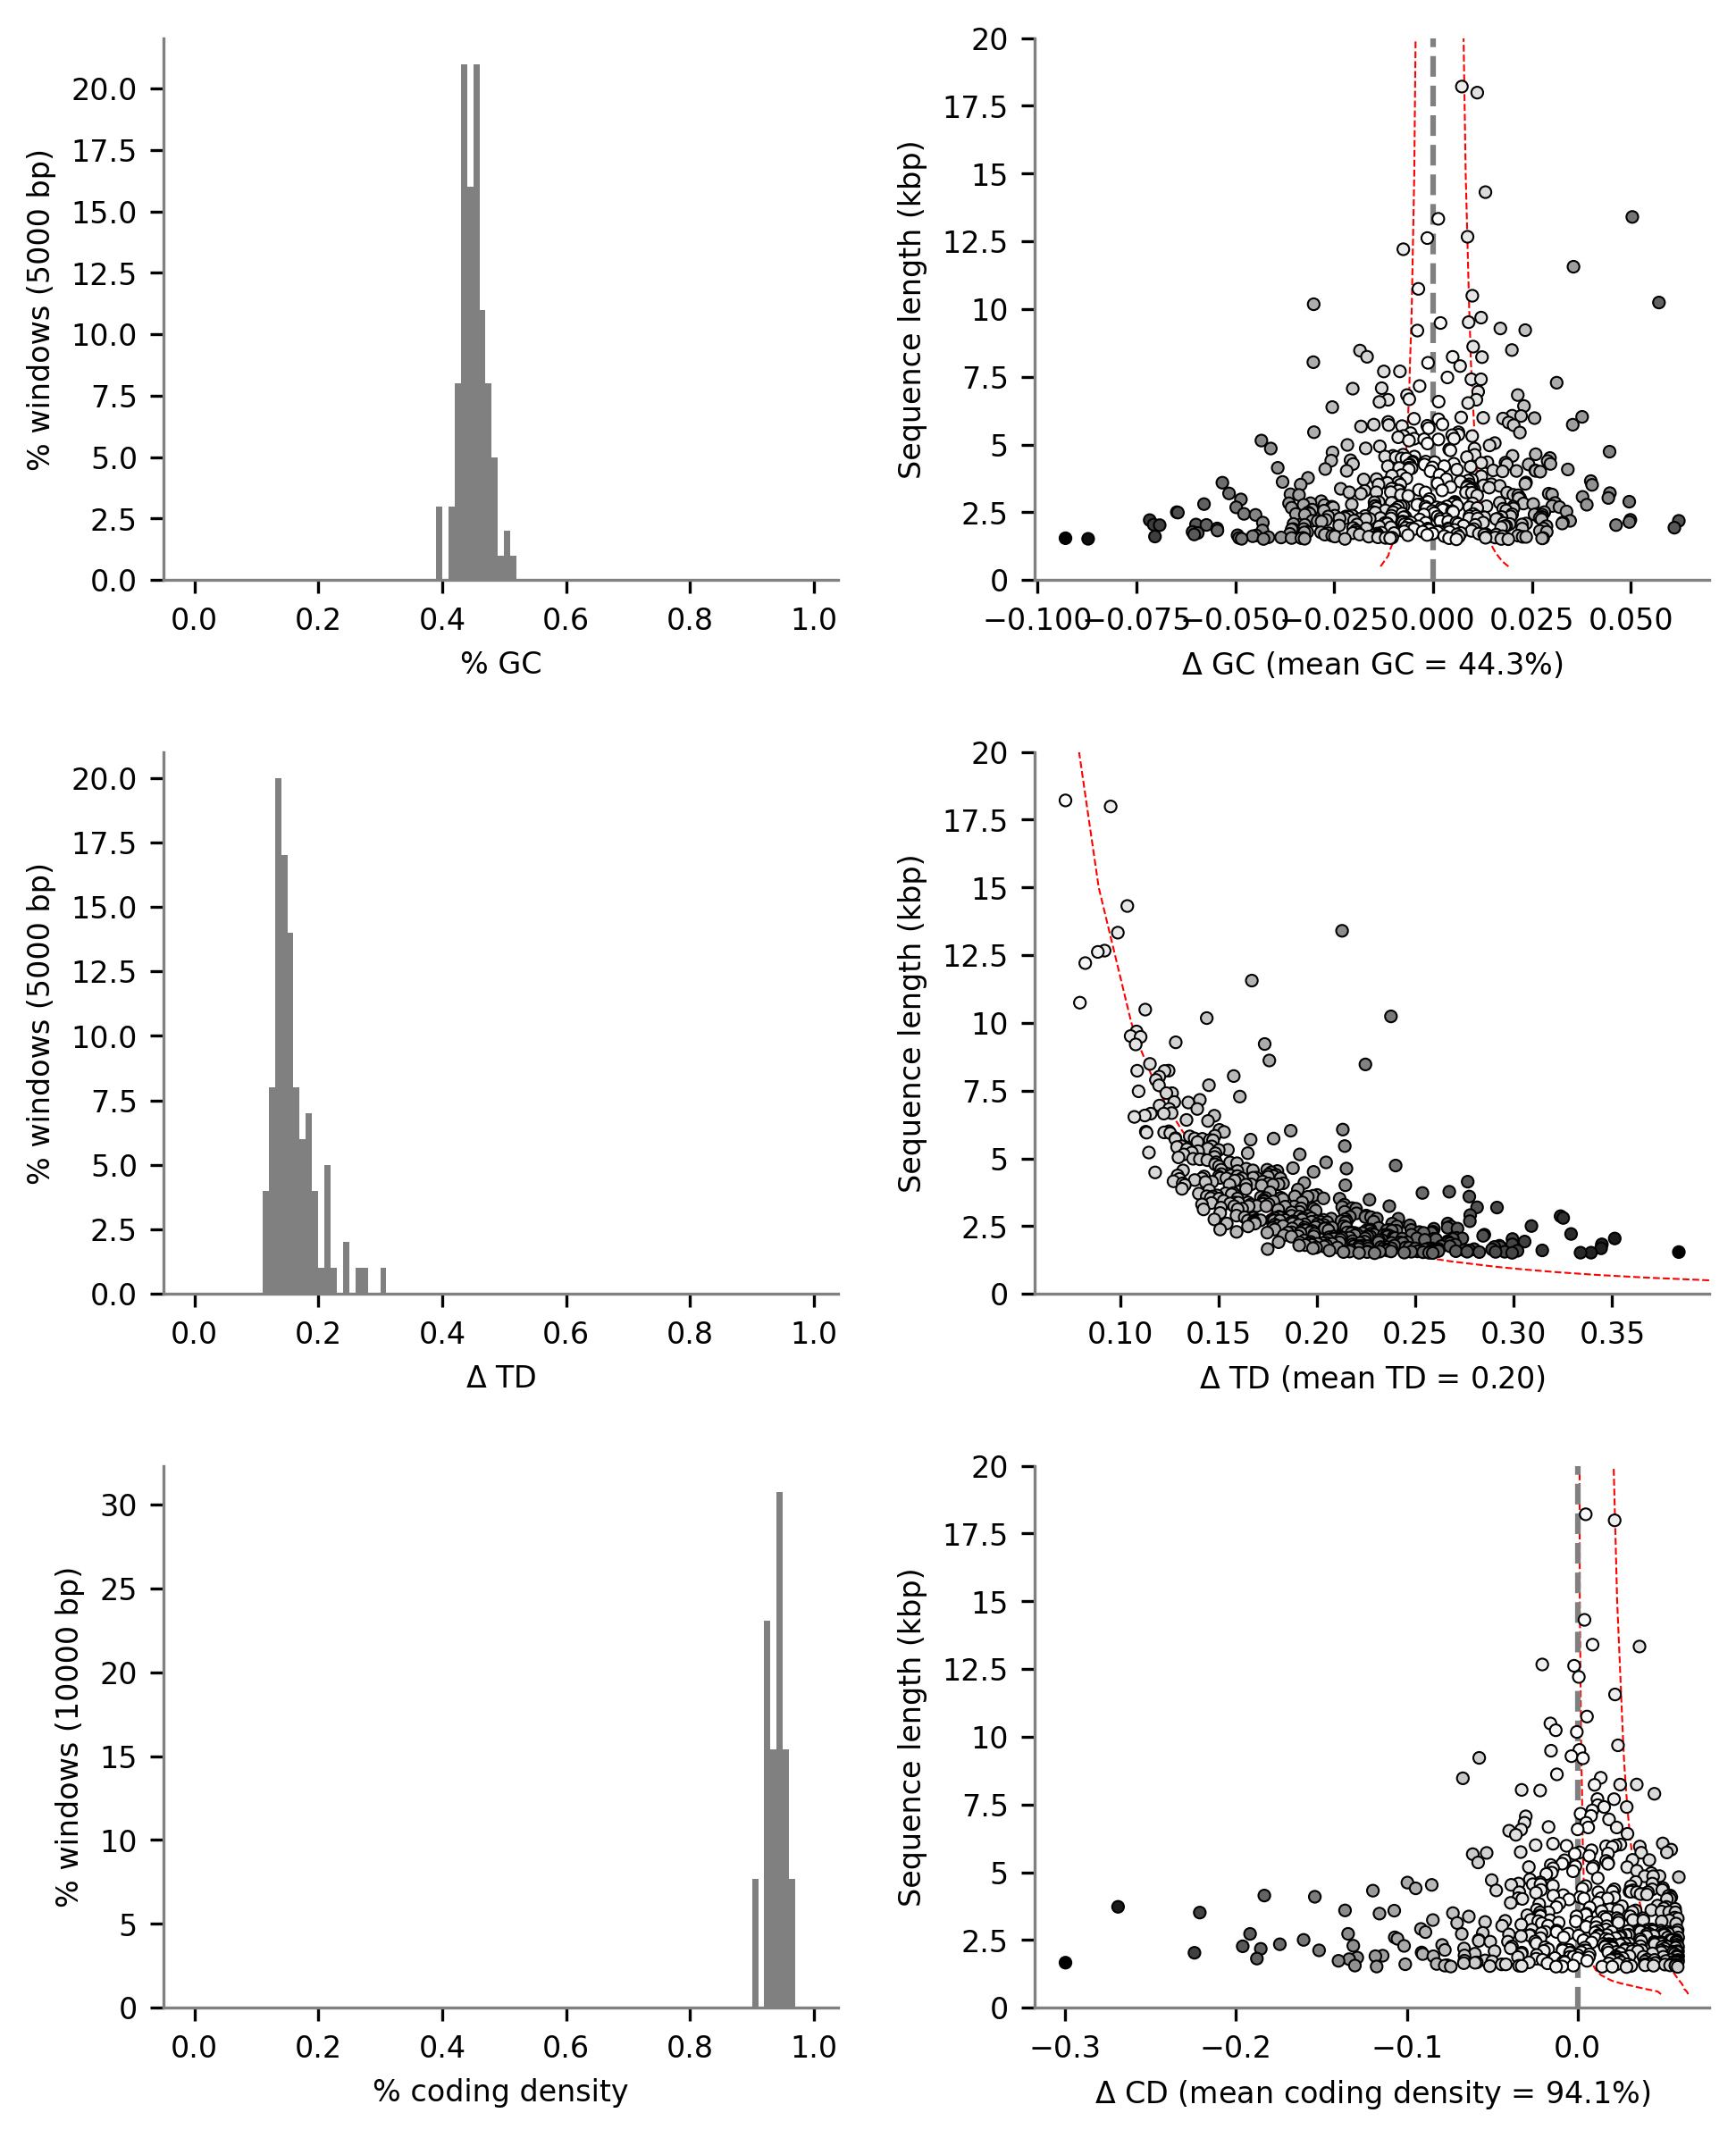 % windows (5000 bp)
20.0
17.5
15.0
12.5
10.0
7.5
5.0
2.5
0.0
0.0 0.2 0.4 0.6 0.8 1.0
% GC
Sequence length (kbp)
20
17.5
15
12.5
10
7.5
5
2.5
0
−0.100 −0.075 −0.050 −0.025 0.000 0.025 0.050
Δ GC (mean GC = 44.3%)
% windows (5000 bp)
20.0
17.5
15.0
12.5
10.0
7.5
5.0
2.5
0.0
0.0 0.2 0.4 0.6 0.8 1.0
Δ TD
Sequence length (kbp)
20
17.5
15
12.5
10
7.5
5
2.5
0
0.10 0.15 0.20 0.25 0.30 0.35
Δ TD (mean TD = 0.20)
% windows (10000 bp)
30
25
20
15
10
5
0
0.0 0.2 0.4 0.6 0.8 1.0
% coding density
Sequence length (kbp)
20
17.5
15
12.5
10
7.5
5
2.5
0
−0.3 −0.2 −0.1 0.0
Δ CD (mean coding density = 94.1%)